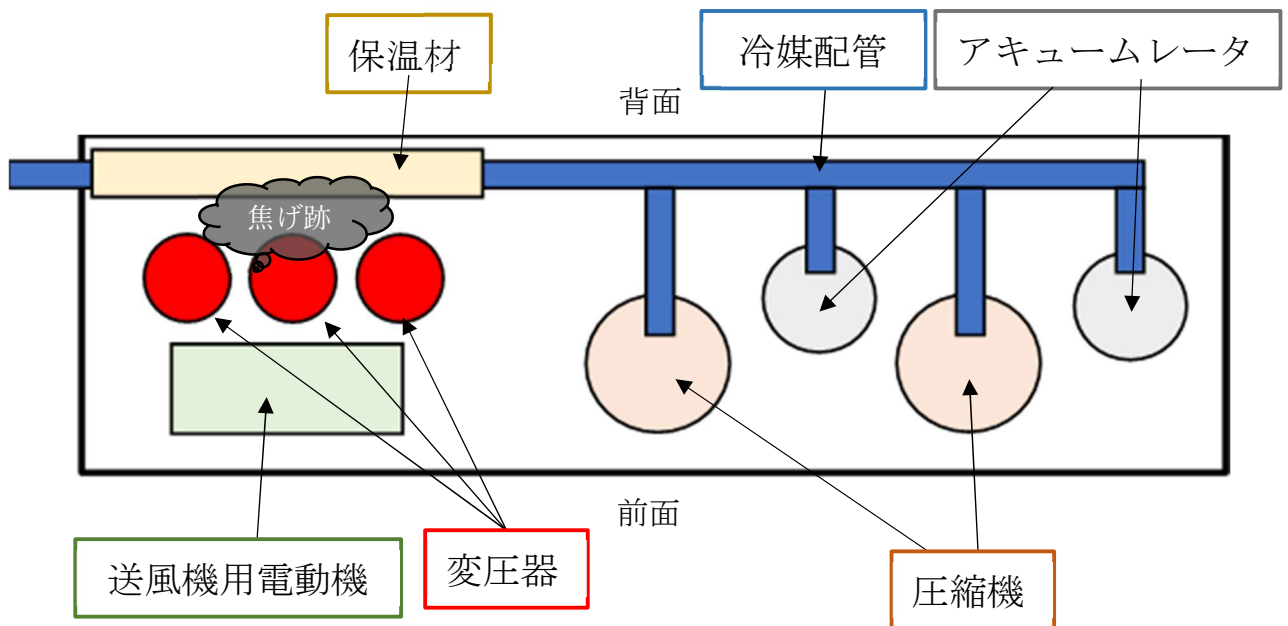 保温材
冷媒配管
アキュームレータ
背面
焦げ跡
前面
送風機用電動機
変圧器
圧縮機